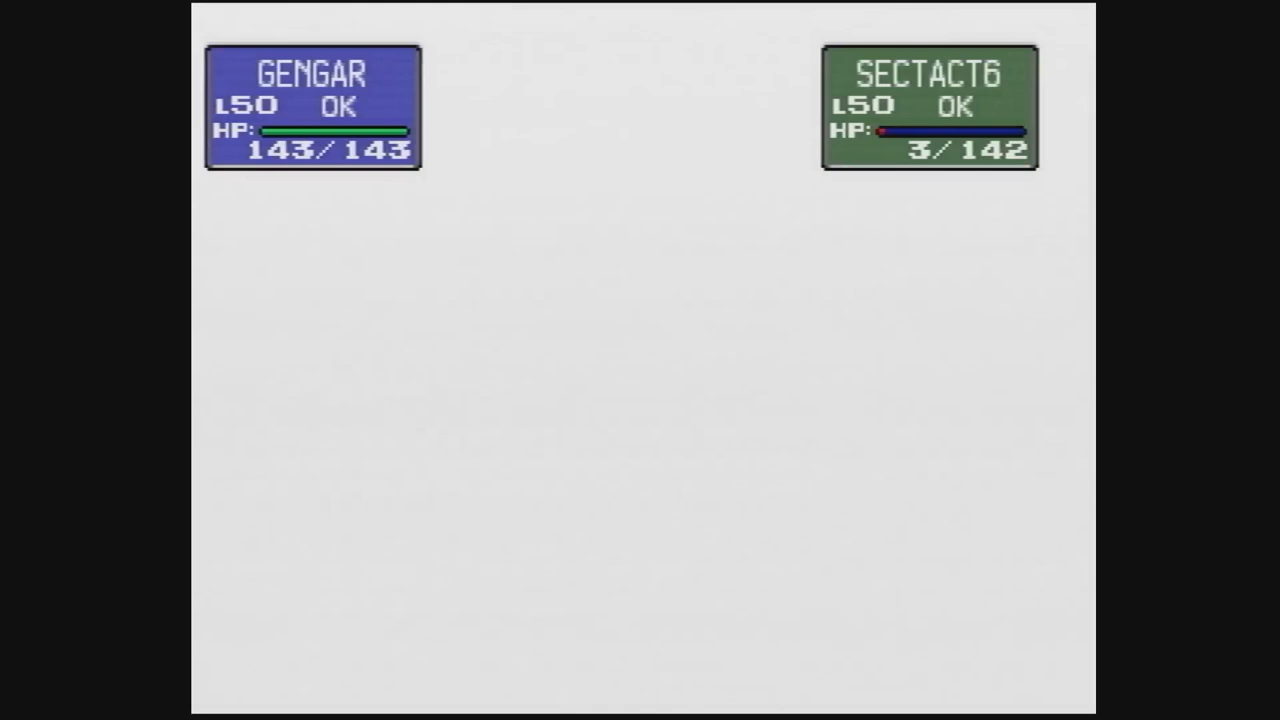 GENGAR
L50 OK
HP:
143/143
SECTACT6
L50 OK
HP:
3/142